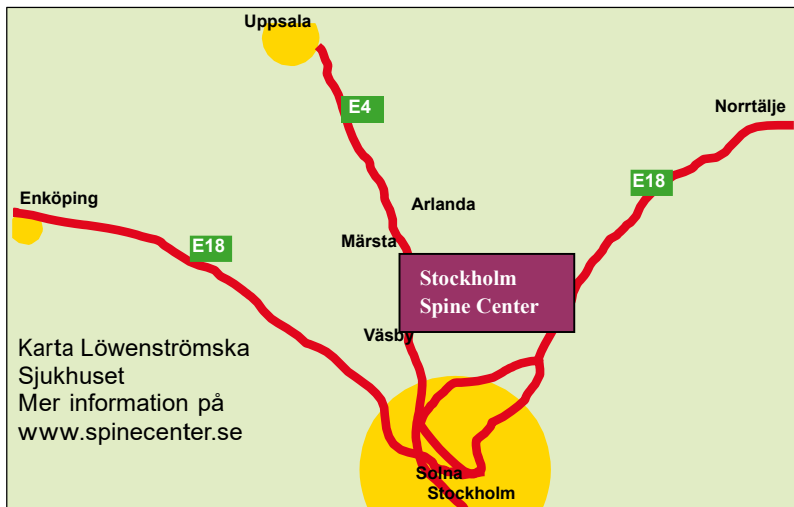 Uppsala
E4
Norrtälje
E18
Enköping
Arlanda
E18
Märsta
Stockholm
Spine Center
Väsby
Karta Löwenströmska
Sjukhuset
Mer information på
www.spinecenter.se
Solna
Stockholm